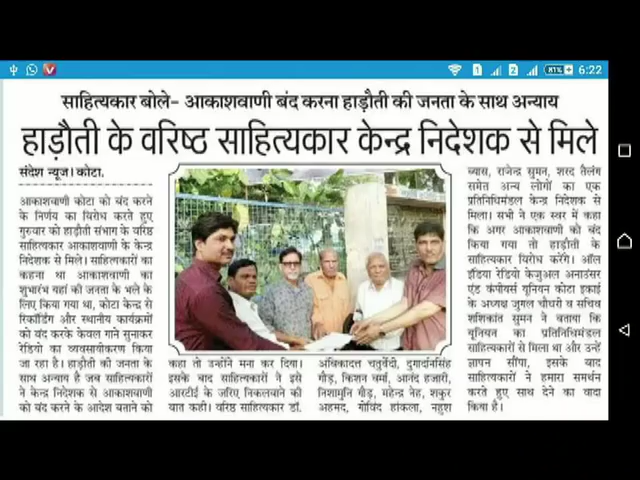 81%
6:22
साहित्यकार बोले- आकाशवाणी बंद करना हाड़ौती की जनता के साथ अन्याय
हाड़ौती के वरिष्ठ साहित्यकार केन्द्र निदेशक से मिले
संदेश न्यूज। कोटा.
आकाशवाणी कोटा को बंद करने
के निर्णय का विरोध करते हुए
गुरुवार को हाड़ौती संभाग के वरिष्ठ
साहित्यकार आकाशवाणी के केन्द्र
निदेशक से मिले। साहित्यकारों का
कहना था आकाशवाणी का
शुभारंभ यहां की जनता के भले के
लिए किया गया था, कोटा केन्द्र से
रिकॉर्डिंग और स्थानीय कार्यक्रमों
को बंद करके केवल गाने सुनाकर
रेडियो का व्यवसायीकरण किया
जा रहा है। हाड़ौती की जनता के
साथ अन्याय है जब साहित्यकारों
ने केन्द्र निदेशक से आकाशवाणी
को बंद करने के आदेश बताने को
कहा तो उन्होंने मना कर दिया।
इसके बाद साहित्यकारों ने इसे
आरटीई के जरिए निकलवाने की
बात कही। वरिष्ठ साहित्यकार डॉ.
अंबिकादत्त चतुर्वेदी, दुर्गादानसिंह
गौड़, किशन वर्मा, आनंद हजारी,
निशामुनि गौड़, महेन्द्र नेह, शकुर
अहमद, गोविंद हांकला, नहुश
व्यास, राजेन्द्र सुमन, शरद तैलंग
समेत अन्य लोगों का एक
प्रतिनिधिमंडल केन्द्र निदेशक से
मिला। सभी ने एक स्वर में कहा
कि अगर आकाशवाणी को बंद
किया गया तो हाड़ौती के
साहित्यकार विरोध करेंगे। ऑल
इंडिया रेडियो केजुअल अनाउंसर
एंड कंपीयर्स यूनियन कोटा इकाई
के अध्यक्ष जुगल चौधरी व सचिव
शशिकांत सुमन ने बताया कि
यूनियन का प्रतिनिधिमंडल
साहित्यकारों से मिला था और उन्हें
ज्ञापन सौंपा, इसके बाद
साहित्यकारों ने हमारा समर्थन
करते हुए साथ देने का वादा
किया है।